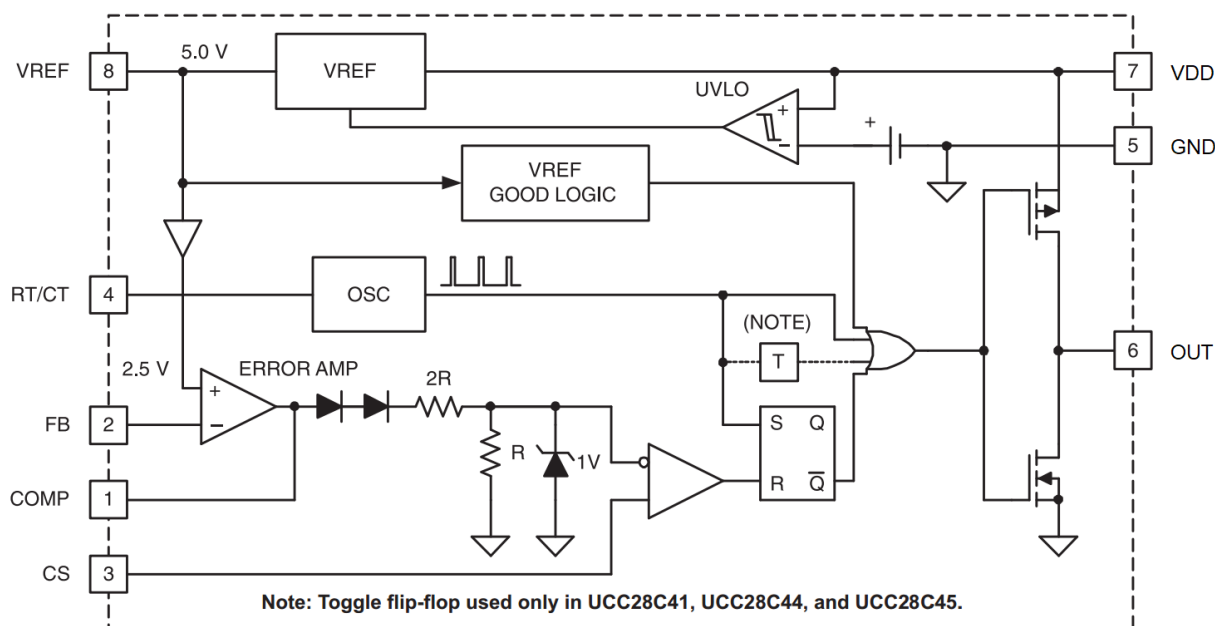 VREF 8 5.0 V VREF 7 VDD
UVLO
+
−
+
5 GND
VREF
GOOD LOGIC
RT/CT 4 OSC
(NOTE)
T
6 OUT
2.5 V
ERROR AMP
2R
+
−
FB 2
R
1V
S Q
R Q̅
COMP 1
CS 3
Note: Toggle flip-flop used only in UCC28C41, UCC28C44, and UCC28C45.